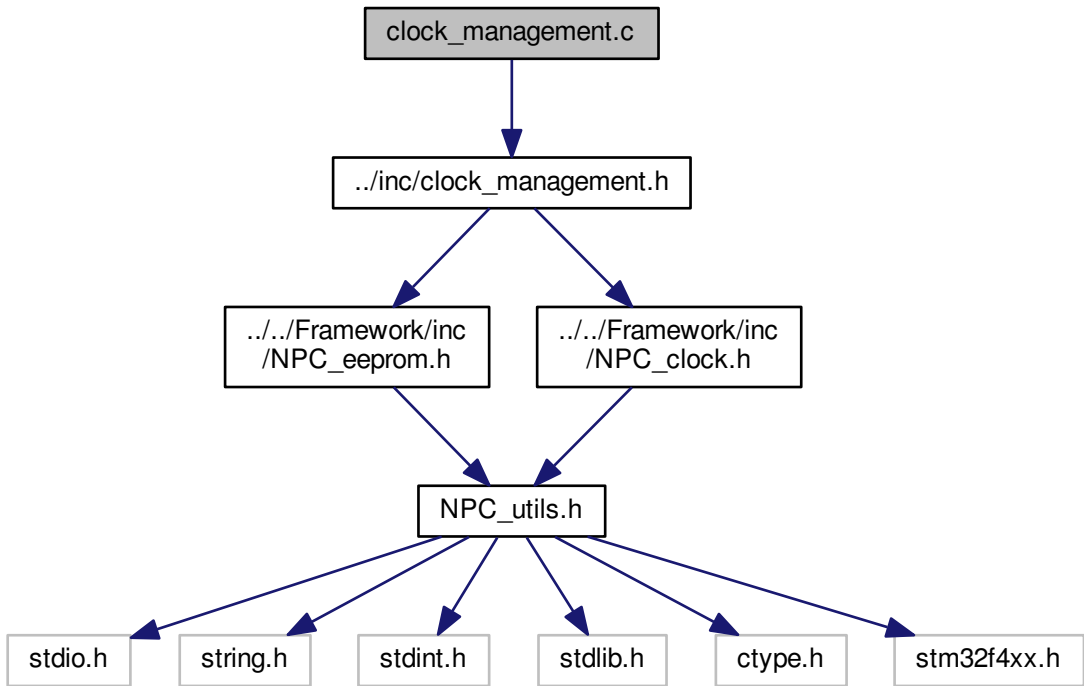 clock_management.c
../inc/clock_management.h
../../Framework/inc
/NPC_eeprom.h
../../Framework/inc
/NPC_clock.h
NPC_utils.h
stdio.h
string.h
stdint.h
stdlib.h
ctype.h
stm32f4xx.h